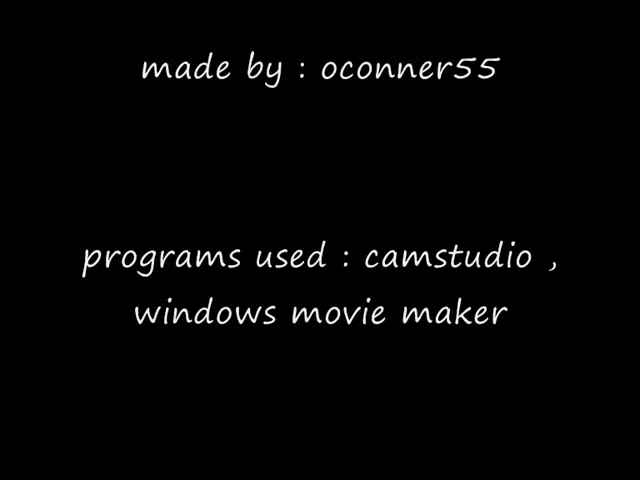 made by : oconner55
programs used : camstudio ,
windows movie maker